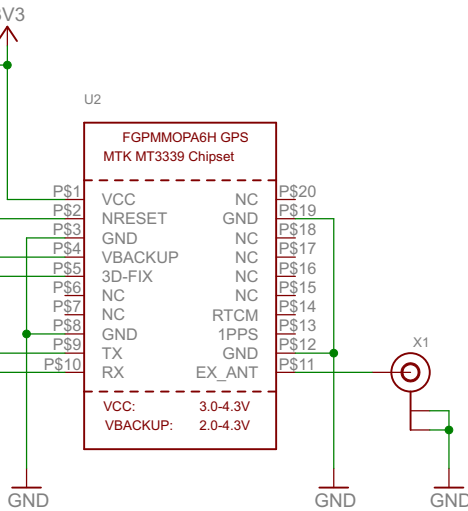 3V3
U2
FGPMMOPA6H GPS
MTK MT3339 Chipset
P$1 VCC NC P$20
P$2 NRESET GND P$19
P$3 GND NC P$18
P$4 VBACKUP NC P$17
P$5 3D-FIX NC P$16
P$6 NC NC P$15
P$7 NC RTCM P$14
P$8 GND 1PPS P$13
P$9 TX GND P$12
P$10 RX EX_ANT P$11
X1
VCC: 3.0-4.3V
VBACKUP: 2.0-4.3V
GND GND GND